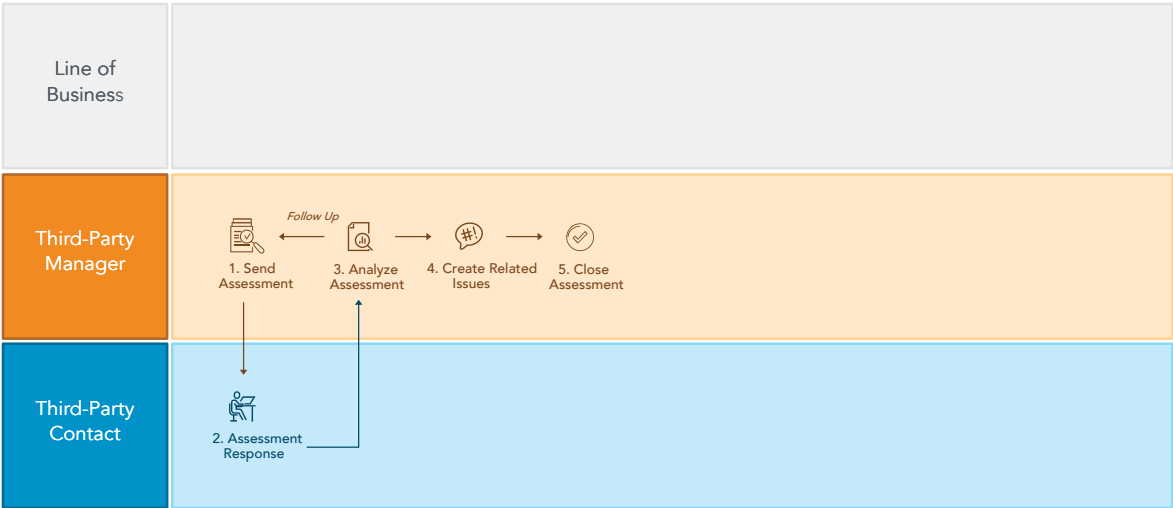 Line of
Business
Third-Party
Manager
Follow Up
#!
1. Send
Assessment
3. Analyze
Assessment
4. Create Related
Issues
5. Close
Assessment
Third-Party
Contact
2. Assessment
Response